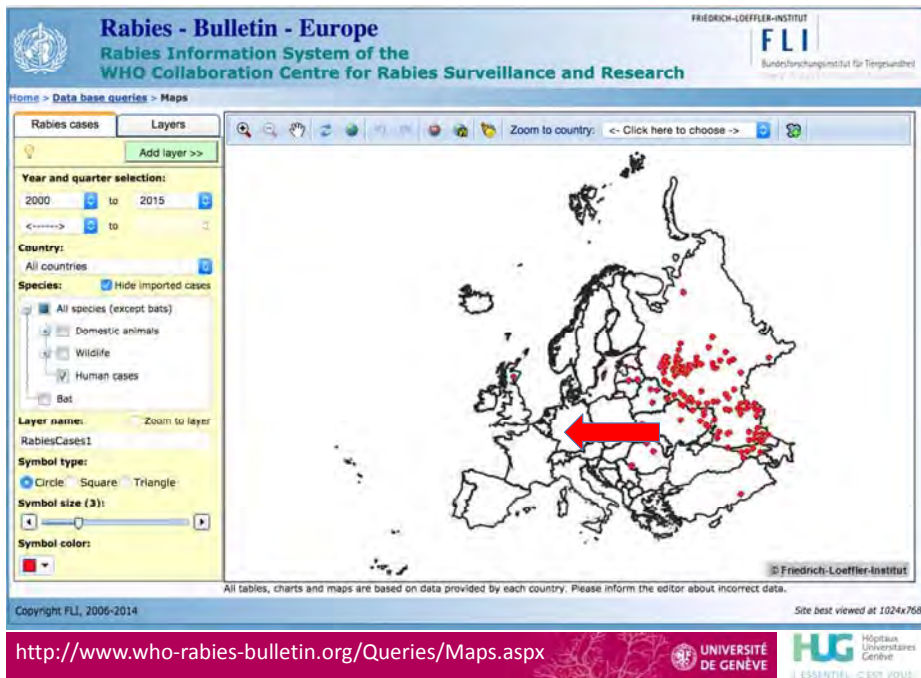 Rabies - Bulletin - Europe
Rabies Information System of the
WHO Collaboration Centre for Rabies Surveillance and Research
FRIEDRICH-LOEFFLER-INSTITUT
FLI
Bundesforschungsinstitut für Tiergesundheit
Home > Data base queries > Maps
Rabies cases
Layers
Add layer >>
Year and quarter selection:
2000 to 2015
<------> to
Country:
All countries
Species: Hide imported cases
All species (except bats)
Domestic animals
Wildlife
Human cases
Bat
Layer name: Zoom to layer
RabiesCases1
Symbol type:
Circle Square Triangle
Symbol size (3):
Symbol color:
Zoom to country: <- Click here to choose ->
© Friedrich-Loeffler-Institut
All tables, charts and maps are based on data provided by each country. Please inform the editor about incorrect data.
Copyright FLI, 2006-2014
Site best viewed at 1024x768
http://www.who-rabies-bulletin.org/Queries/Maps.aspx
UNIVERSITÉ
DE GENÈVE
HUG
Hôpitaux
Universitaires
Genève
L'ESSENTIEL, C'EST VOUS